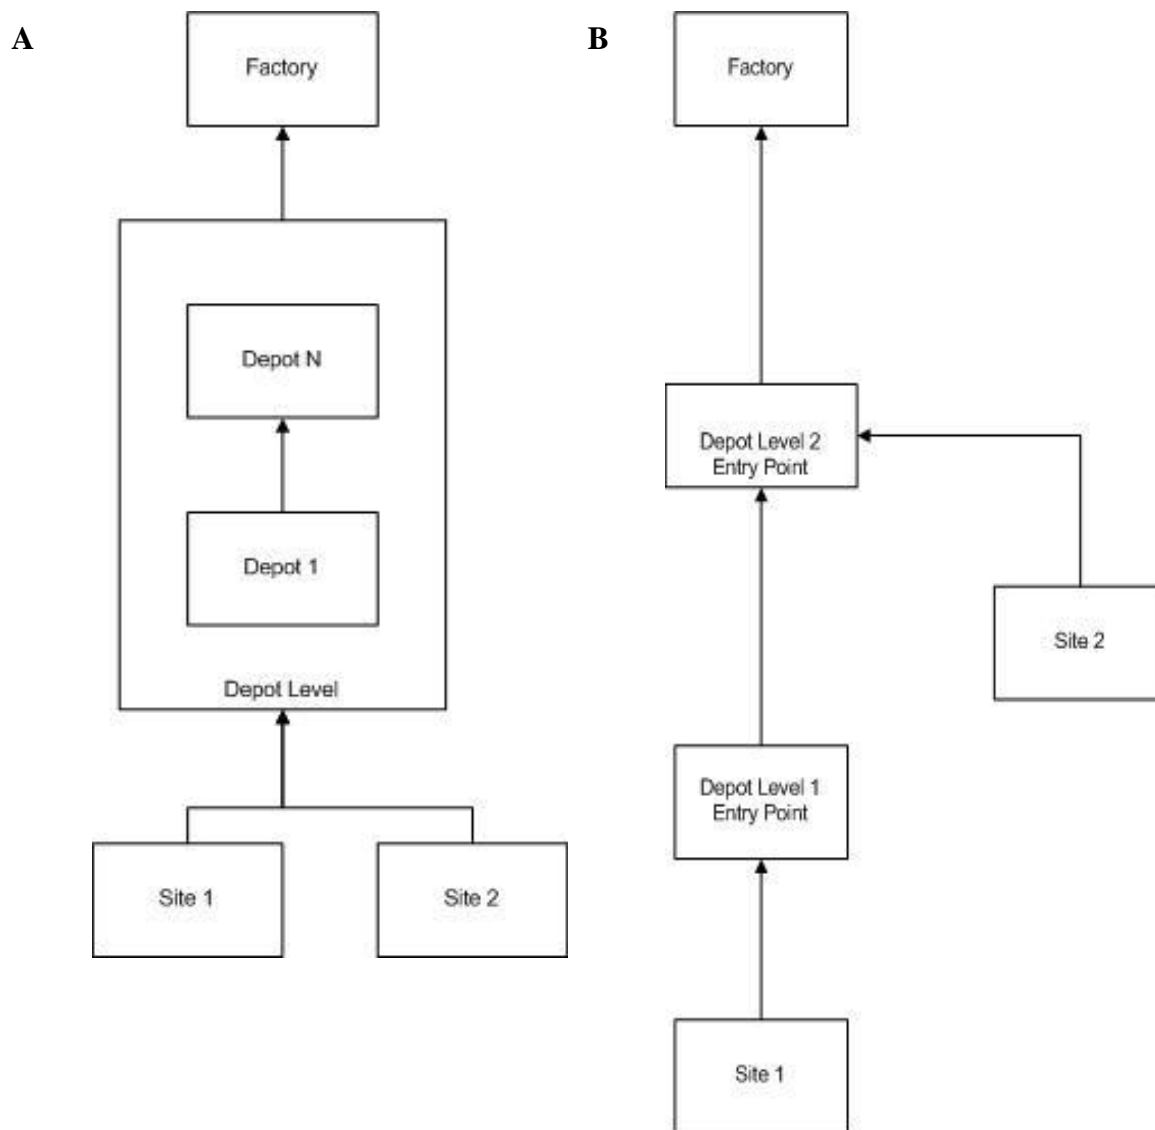 A
Factory
Depot N
Depot 1
Depot Level
Site 1
Site 2
B
Factory
Depot Level 2
Entry Point
Site 2
Depot Level 1
Entry Point
Site 1